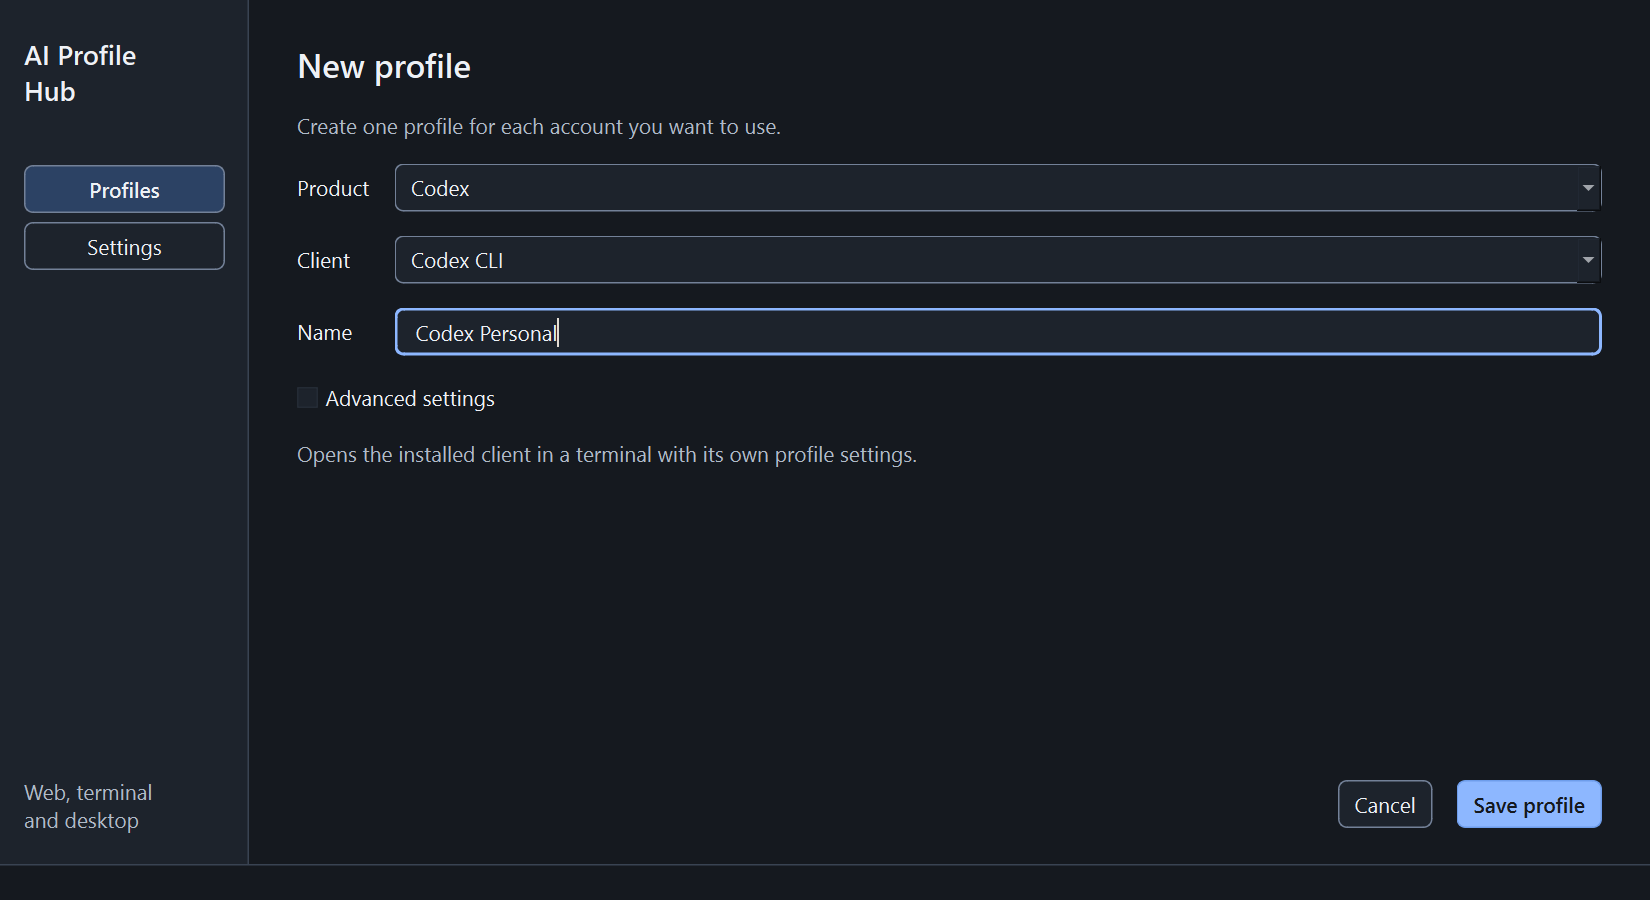 AI Profile
Hub
Profiles
Settings
Web, terminal
and desktop
New profile
Create one profile for each account you want to use.
Product
Codex
Client
Codex CLI
Name
Codex Personal
Advanced settings
Opens the installed client in a terminal with its own profile settings.
Cancel
Save profile